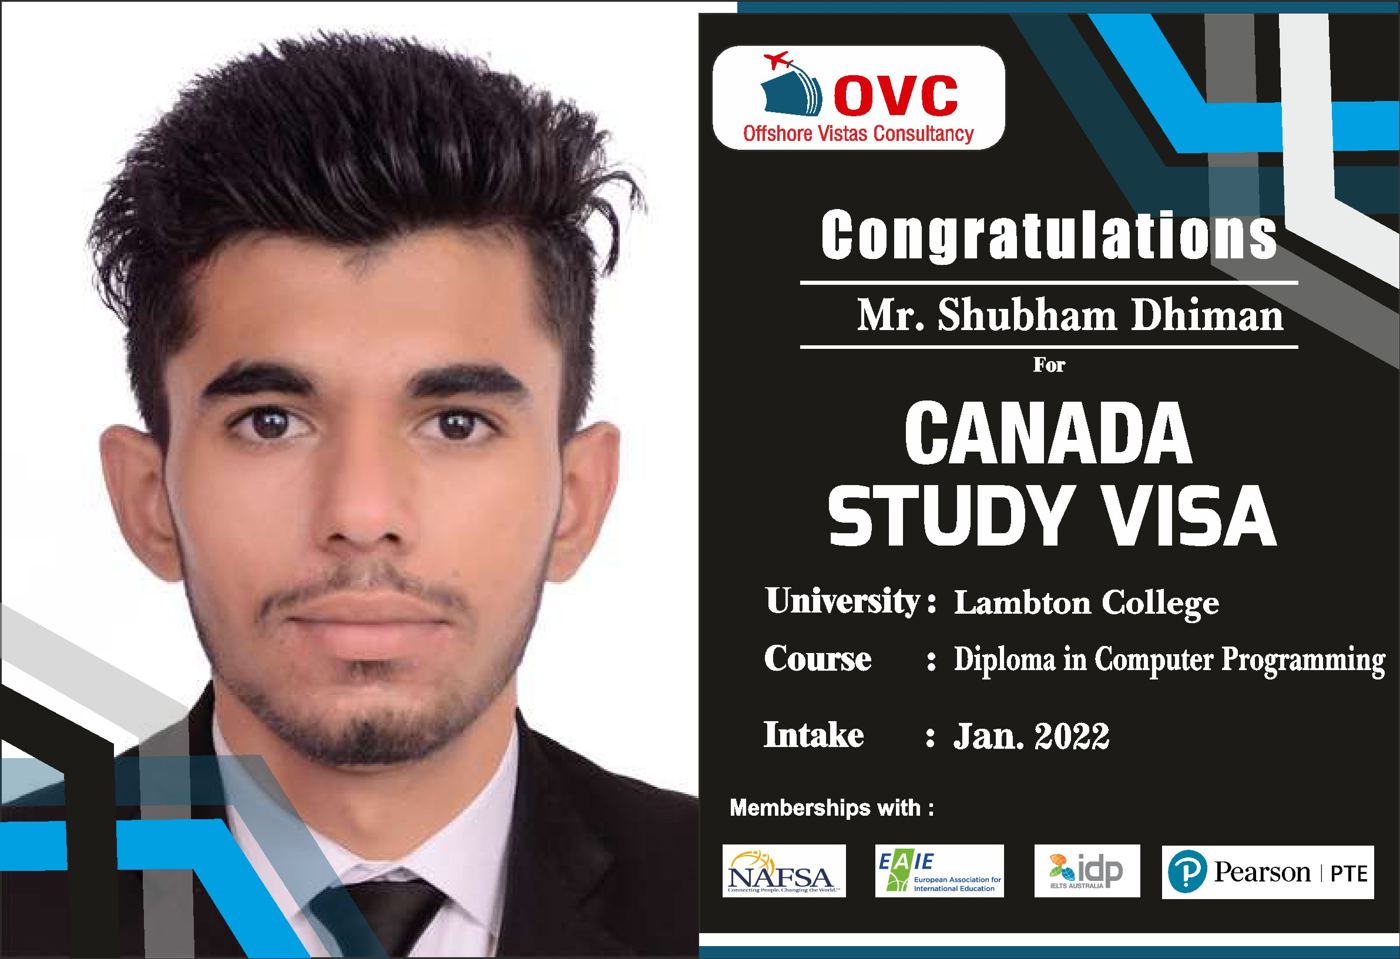 OVC
Offshore Vistas Consultancy
Congratulations
Mr. Shubham Dhiman
For
CANADA
STUDY VISA
University : Lambton College
Course : Diploma in Computer Programming
Intake : Jan. 2022
Memberships with :
NAFSA
Connecting People. Changing the World.™
EAIE
European Association for
International Education
idp
IELTS AUSTRALIA
Pearson | PTE